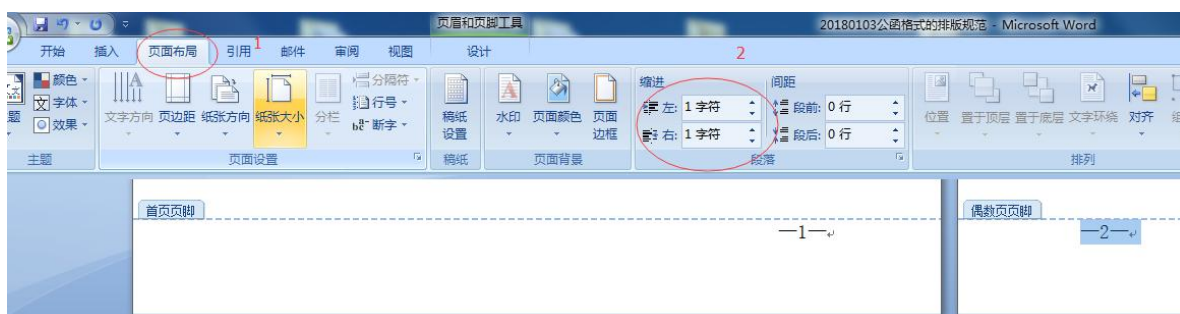 页眉和页脚工具 20180103公函格式的排版规范 - Microsoft Word
开始 插入 页面布局 引用 1 邮件 审阅 视图 设计 2
颜色 字体 效果
文字方向 页边距 纸张方向 纸张大小 分栏
分隔符 行号 断字
稿纸设置
水印 页面颜色 页面边框
缩进 间距
左: 1 字符 段前: 0 行
右: 1 字符 段后: 0 行
位置 置于顶层 置于底层 文字环绕 对齐
主题 页面设置 稿纸 页面背景 段落 排列
首页页脚 偶数页页脚
—1— —2—